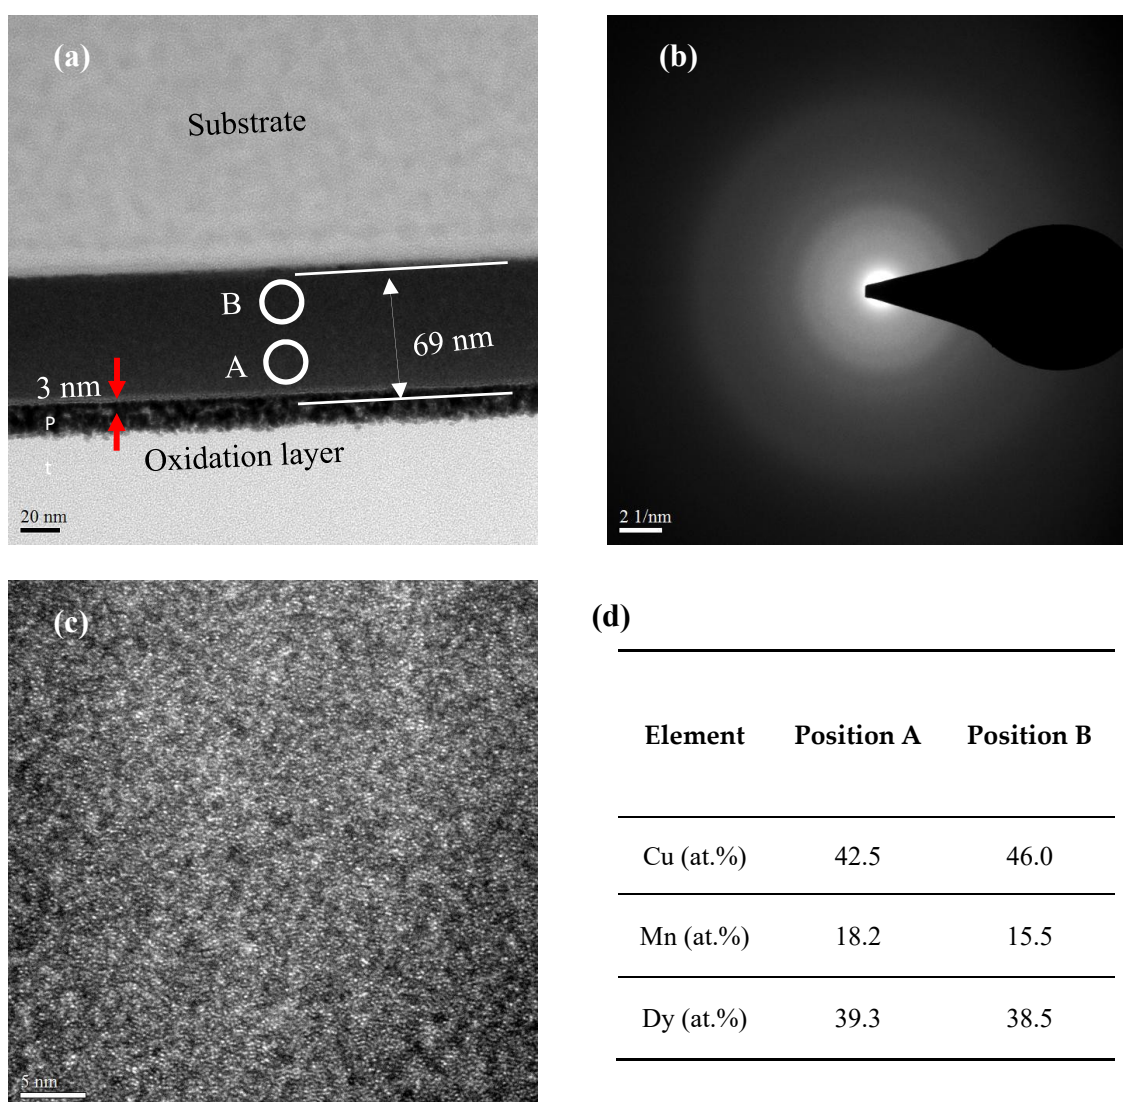 (a)
Substrate
B
69 nm
A
3 nm
P
t
Oxidation layer
20 nm
(b)
2 1/nm
(c)
5 nm
(d)
Element Position A Position B
Cu (at.%) 42.5 46.0
Mn (at.%) 18.2 15.5
Dy (at.%) 39.3 38.5